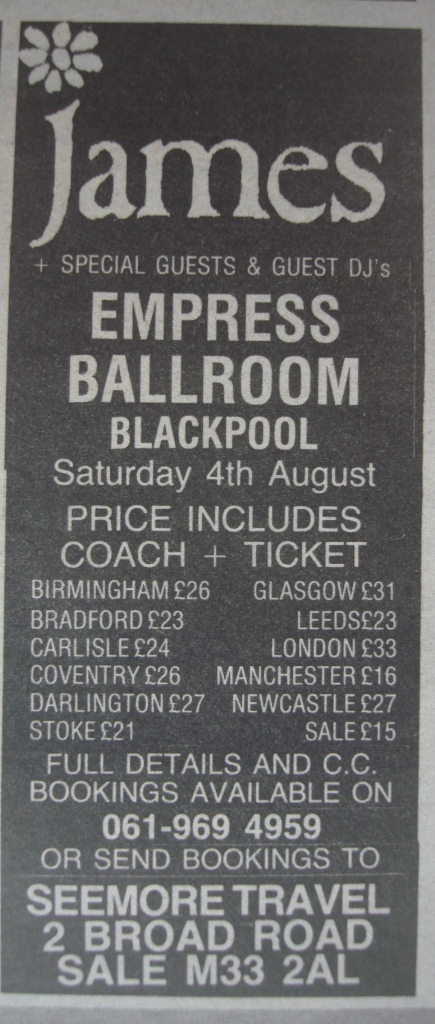 James
+ SPECIAL GUESTS & GUEST DJ's
EMPRESS
BALLROOM
BLACKPOOL
Saturday 4th August
PRICE INCLUDES
COACH + TICKET
BIRMINGHAM £26 GLASGOW £31
BRADFORD £23 LEEDS £23
CARLISLE £24 LONDON £33
COVENTRY £26 MANCHESTER £16
DARLINGTON £27 NEWCASTLE £27
STOKE £21 SALE £15
FULL DETAILS AND C.C.
BOOKINGS AVAILABLE ON
061-969 4959
OR SEND BOOKINGS TO
SEEMORE TRAVEL
2 BROAD ROAD
SALE M33 2AL